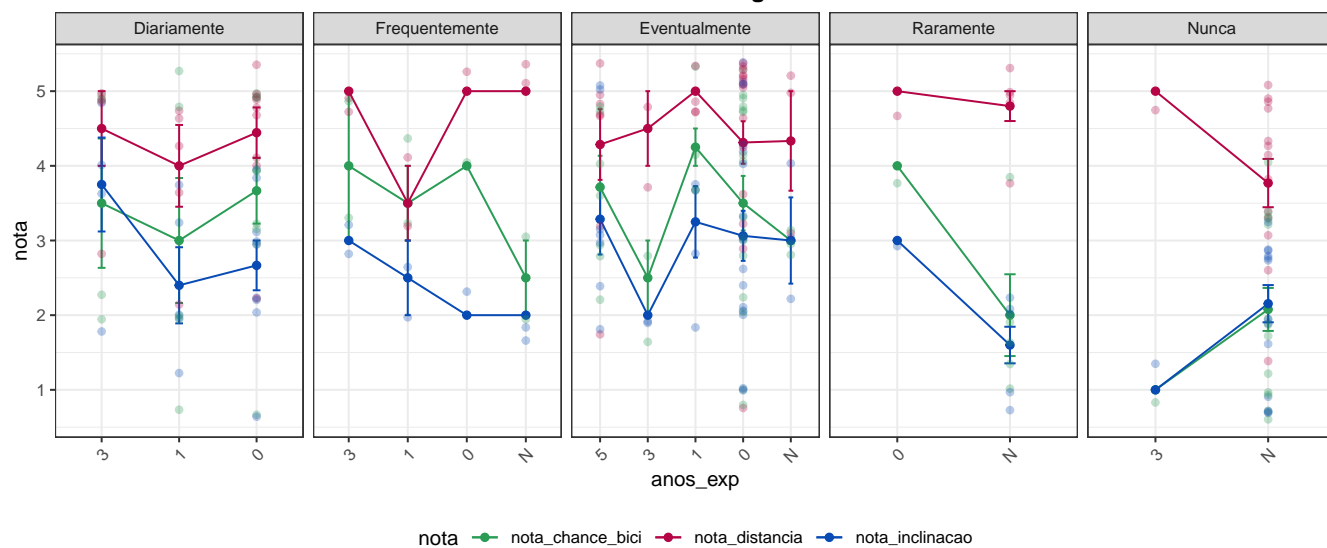 Diariamente Frequentemente Eventualmente Raramente Nunca
5
4
3
2
1
nota
3 1 0 3 1 0 N 5 3 1 0 N 0 N 3 N
anos_exp
nota nota_chance_bici nota_distancia nota_inclinacao